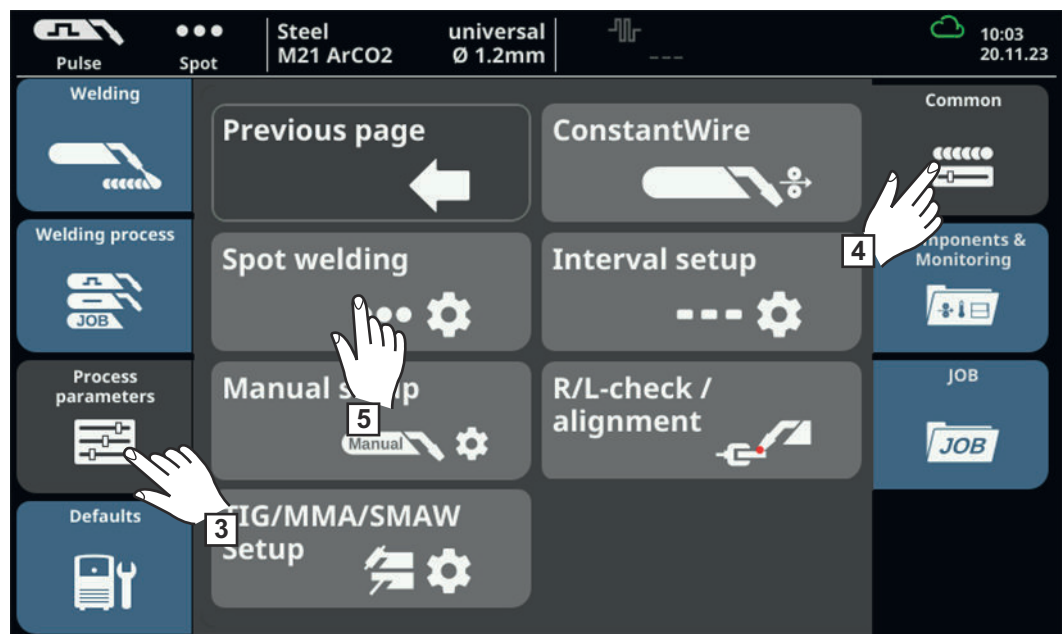 Pulse
Spot
Steel
M21 ArCO2
universal
Ø 1.2mm
---
10:03
20.11.23
Welding
Welding process
JOB
Process
parameters
Defaults
Previous page
ConstantWire
Spot welding
Interval setup
Manual
Manual
R/L-check /
alignment
/MMA/SMAW
Setup
Common
&
Monitoring
JOB
JOB
3
4
5